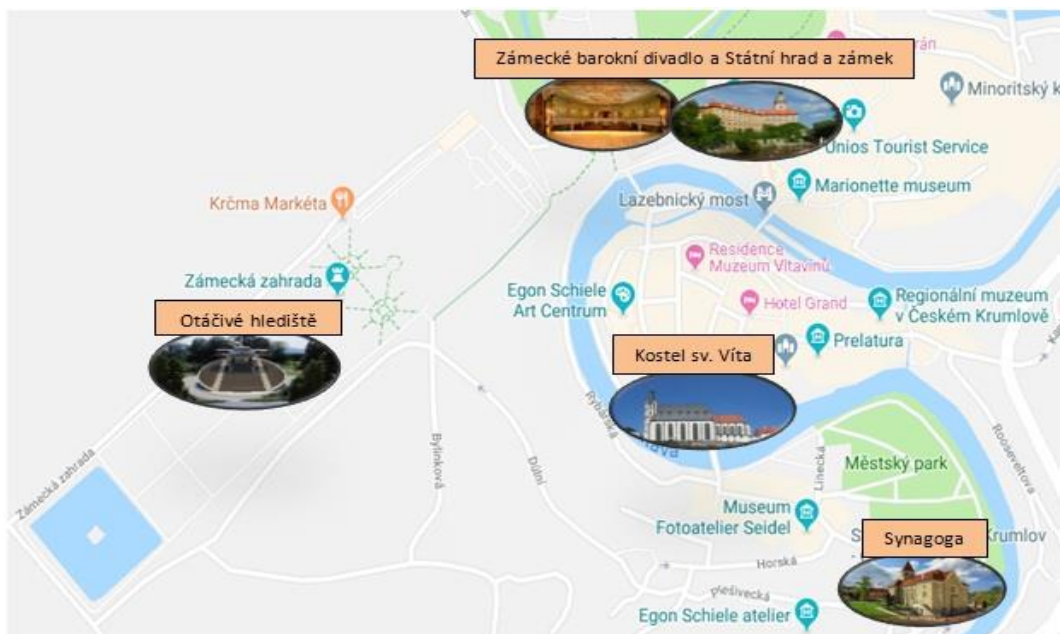 Zámecké barokní divadlo a Státní hrad a zámek
Minoritský k
Unios Tourist Service
Krčma Markéta
Lazebnický most
Marionette museum
Zámecká zahrada
Residence
Muzeum Vltavínů
Egon Schiele
Art Centrum
Hotel Grand
Regionální muzeum
v Českém Krumlově
Otáčivé hlediště
Kostel sv. Víta
Prelatura
Rybářská
Bylinková
Důlní
Linecká
Městský park
Rooseveltova
Zámecká zahrada
Museum
Fotoatelier Seidel
Synagoga
Krumlov
Horská
Plešivecká
Egon Schiele atelier